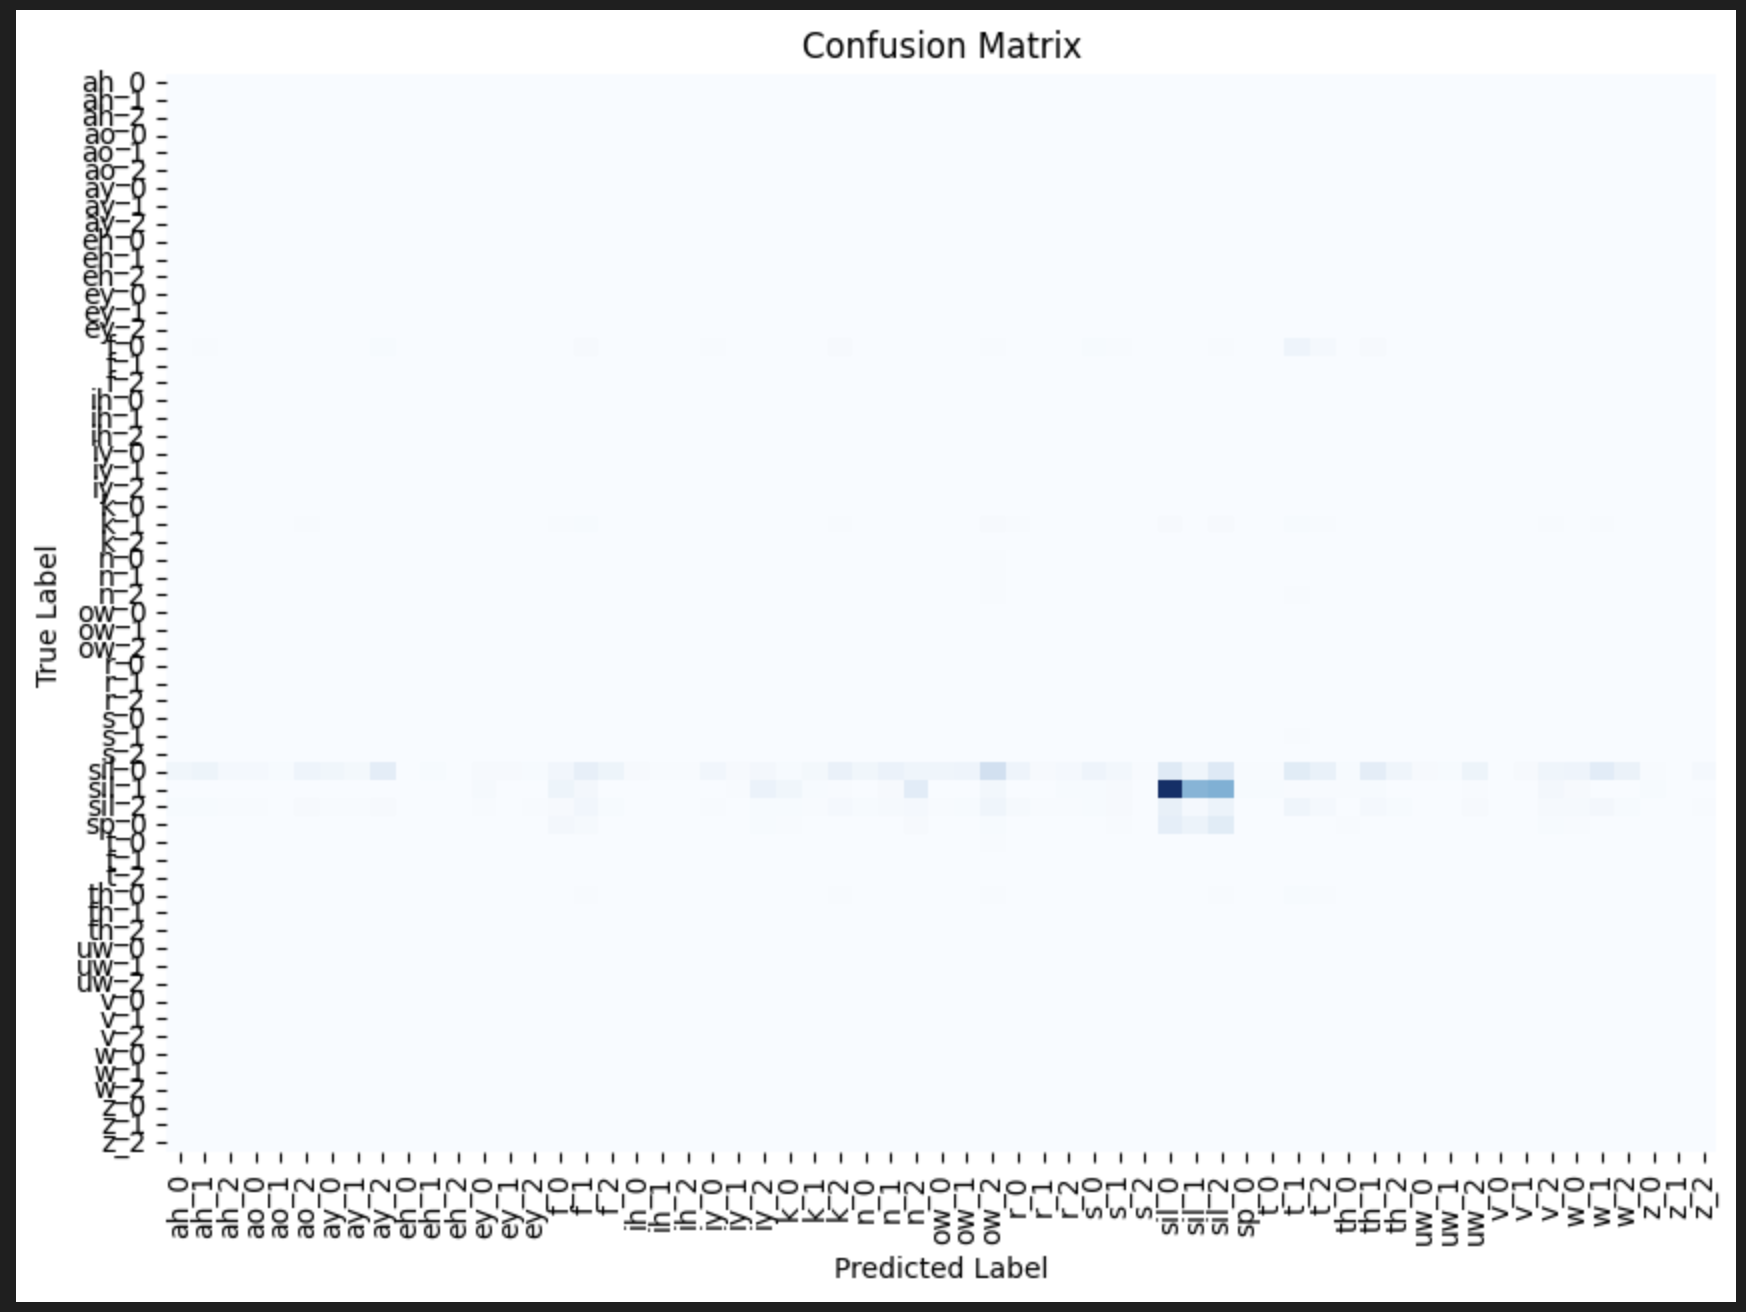 Confusion Matrix
True Label
ah_0
ah_1
ah_2
ao_0
ao_1
ao_2
ay_0
ay_1
ay_2
eh_0
eh_1
eh_2
ey_0
ey_1
ey_2
f_0
f_1
f_2
ih_0
ih_1
ih_2
iy_0
iy_1
iy_2
k_0
k_1
k_2
n_0
n_1
n_2
ow_0
ow_1
ow_2
r_0
r_1
r_2
s_0
s_1
s_2
sil_0
sil_1
sil_2
sp_0
t_0
t_1
t_2
th_0
th_1
th_2
uw_0
uw_1
uw_2
v_0
v_1
v_2
w_0
w_1
w_2
z_0
z_1
z_2
ah_0 ah_1 ah_2 ao_0 ao_1 ao_2 ay_0 ay_1 ay_2 eh_0 eh_1 eh_2 ey_0 ey_1 ey_2 f_0 f_1 f_2 ih_0 ih_1 ih_2 iy_0 iy_1 iy_2 k_0 k_1 k_2 n_0 n_1 n_2 ow_0 ow_1 ow_2 r_0 r_1 r_2 s_0 s_1 s_2 sil_0 sil_1 sil_2 sp_0 t_0 t_1 t_2 th_0 th_1 th_2 uw_0 uw_1 uw_2 v_0 v_1 v_2 w_0 w_1 w_2 z_0 z_1 z_2
Predicted Label